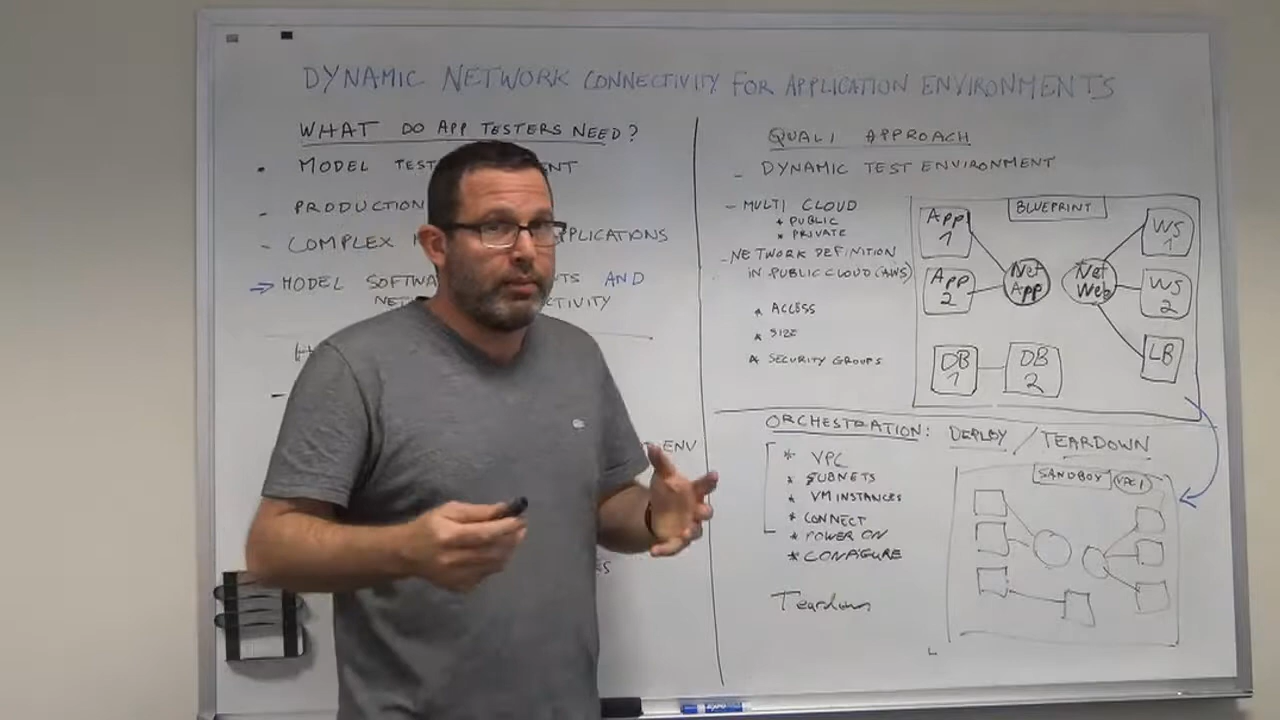 DYNAMIC NETWORK CONNECTIVITY FOR APPLICATION ENVIRONMENTS
WHAT DO APP TESTERS NEED?
• MODEL TEST
- PRODUCTION
- COMPLEX
APPLICATIONS
⇒ MODEL AND
ENV
QUALI APPROACH
- DYNAMIC TEST ENVIRONMENT
- MULTI CLOUD
* PUBLIC
* PRIVATE
- NETWORK DEFINITION
IN PUBLIC CLOUD (AWS)
* ACCESS
* SIZE
* SECURITY GROUPS
BLUEPRINT
App 1
App 2
Net App
Net Web
WS 1
WS 2
LB
DB 1
DB 2
ORCHESTRATION: DEPLOY / TEARDOWN
* VPC
* SUBNETS
* VM INSTANCES
* CONNECT
* POWER ON
* CONFIGURE
Teardown
SANDBOX VPC1
expo